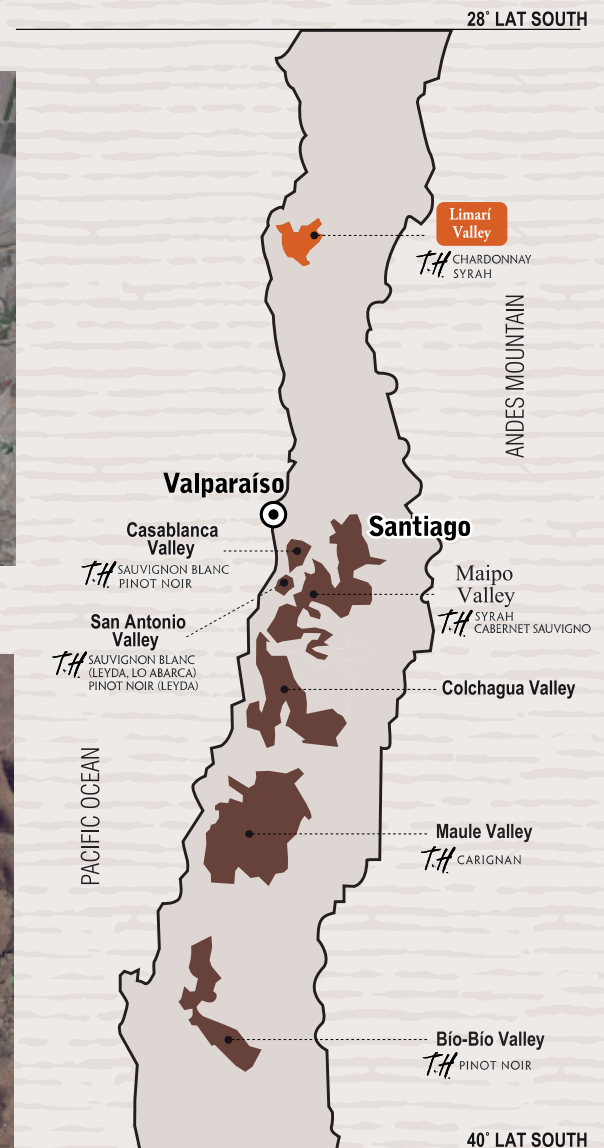 28° LAT SOUTH
Limarí
Valley
T.H. CHARDONNAY
SYRAH
ANDES MOUNTAIN
Valparaíso
Santiago
Casablanca
Valley
T.H. SAUVIGNON BLANC
PINOT NOIR
Maipo
Valley
T.H. SYRAH
CABERNET SAUVIGNO
San Antonio
Valley
T.H. SAUVIGNON BLANC
(LEYDA, LO ABARCA)
PINOT NOIR (LEYDA)
Colchagua Valley
PACIFIC OCEAN
Maule Valley
T.H. CARIGNAN
Bío-Bío Valley
T.H. PINOT NOIR
40° LAT SOUTH